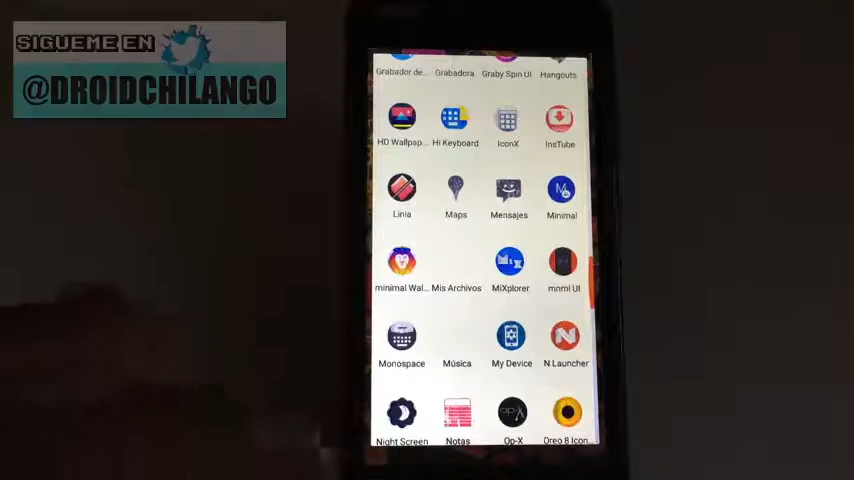 SIGUEME EN
@DROIDCHILANGO
Grabador de... Grabadora Graby Spin UI Hangouts
HD Wallpap... Hi Keyboard IconX InsTube
Linia Maps Mensajes Minimal
minimal Wal... Mis Archivos MiXplorer mnml UI
Monospace Música My Device N Launcher
Night Screen Notas Op-X Oreo 8 Icon...